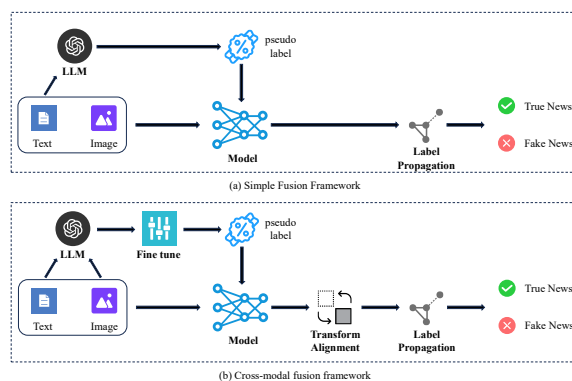 pseudo
label
LLM
Text
Image
Model
Label
Propagation
True News
Fake News
(a) Simple Fusion Framework
LLM
Fine tune
pseudo
label
Text
Image
Model
Transform
Alignment
Label
Propagation
True News
Fake News
(b) Cross-modal fusion framework